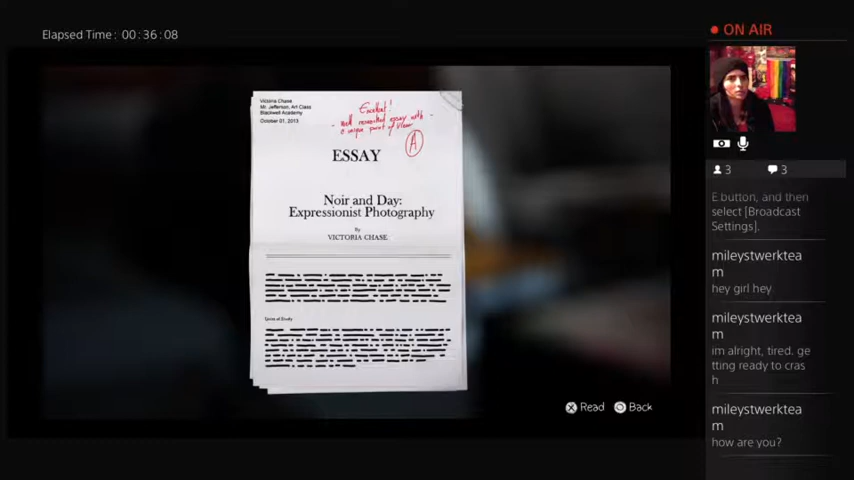 Elapsed Time: 00:36:08
ON AIR
Victoria Chase
Mr. Jefferson, Art Class
Blackwell Academy
October 01, 2013
Excellent!
- Well researched essay with -
a unique point of view
A
ESSAY
Noir and Day:
Expressionist Photography
By
VICTORIA CHASE
Read
Back
3
3
E button, and then
select [Broadcast
Settings].
mileystwerktea
m
hey girl hey
mileystwerktea
m
im alright, tired. ge
tting ready to cras
h
mileystwerktea
m
how are you?